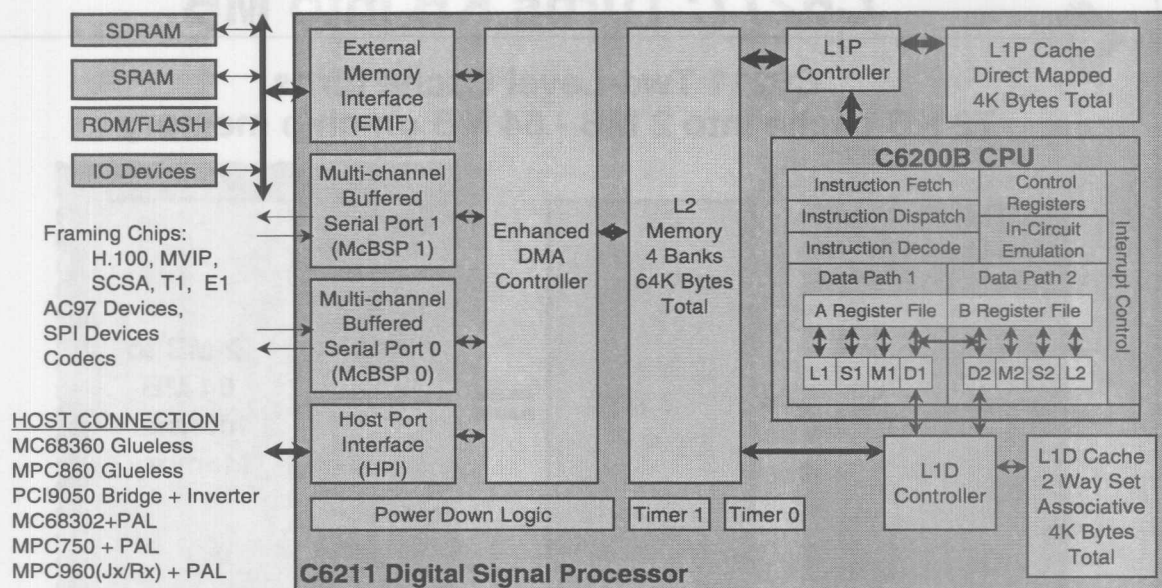 SDRAM
SRAM
ROM/FLASH
IO Devices
Framing Chips:
H.100, MVIP,
SCSA, T1, E1
AC97 Devices,
SPI Devices
Codecs
HOST CONNECTION
MC68360 Glueless
MPC860 Glueless
PCI9050 Bridge + Inverter
MC68302+PAL
MPC750 + PAL
MPC960(Jx/Rx) + PAL
External
Memory
Interface
(EMIF)
Multi-channel
Buffered
Serial Port 1
(McBSP 1)
Multi-channel
Buffered
Serial Port 0
(McBSP 0)
Host Port
Interface
(HPI)
Enhanced
DMA
Controller
L2
Memory
4 Banks
64K Bytes
Total
Power Down Logic
Timer 1
Timer 0
L1P
Controller
L1P Cache
Direct Mapped
4K Bytes Total
C6200B CPU
Instruction Fetch
Instruction Dispatch
Instruction Decode
Control
Registers
In-Circuit
Emulation
Interrupt Control
Data Path 1
Data Path 2
A Register File
B Register File
L1 S1 M1 D1
D2 M2 S2 L2
L1D
Controller
L1D Cache
2 Way Set
Associative
4K Bytes
Total
C6211 Digital Signal Processor